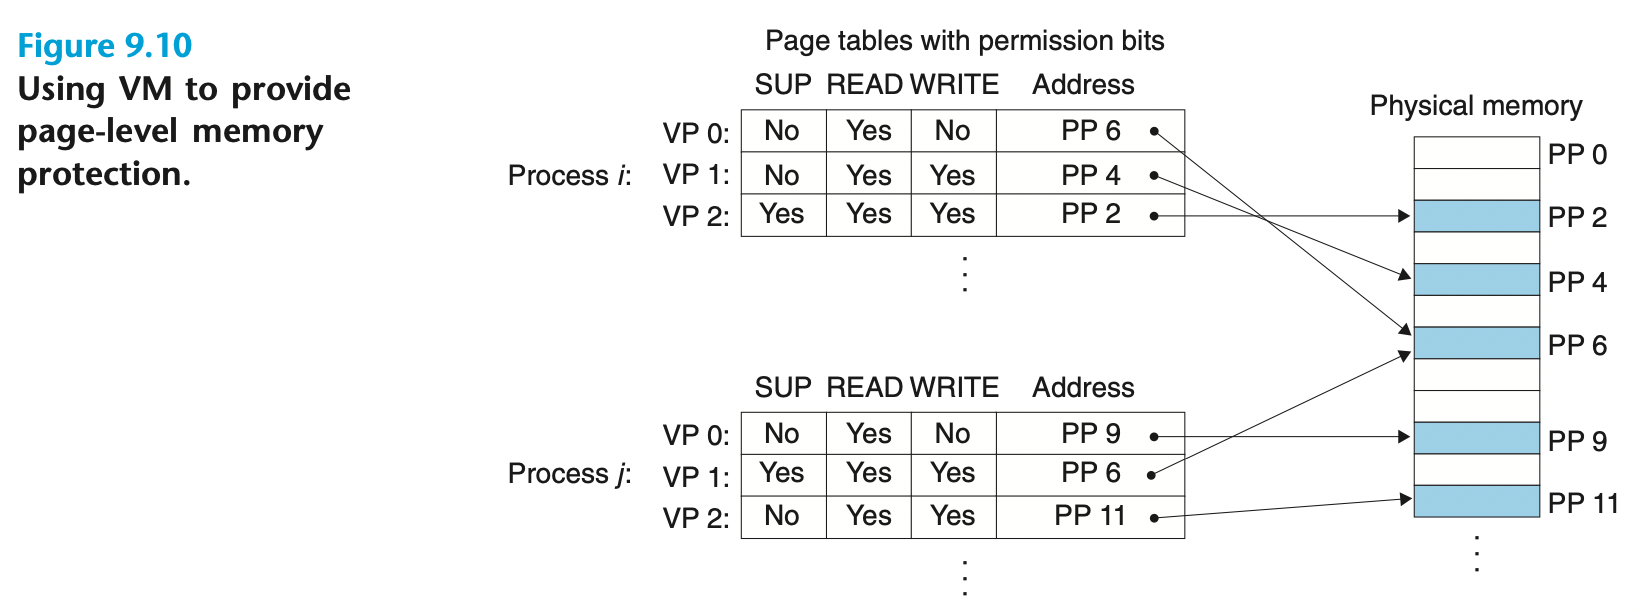 Figure 9.10
Using VM to provide
page-level memory
protection.
Page tables with permission bits
SUP READ WRITE Address
VP 0: No Yes No PP 6
Process i: VP 1: No Yes Yes PP 4
VP 2: Yes Yes Yes PP 2
Physical memory
PP 0
PP 2
PP 4
PP 6
PP 9
PP 11
SUP READ WRITE Address
VP 0: No Yes No PP 9
Process j: VP 1: Yes Yes Yes PP 6
VP 2: No Yes Yes PP 11